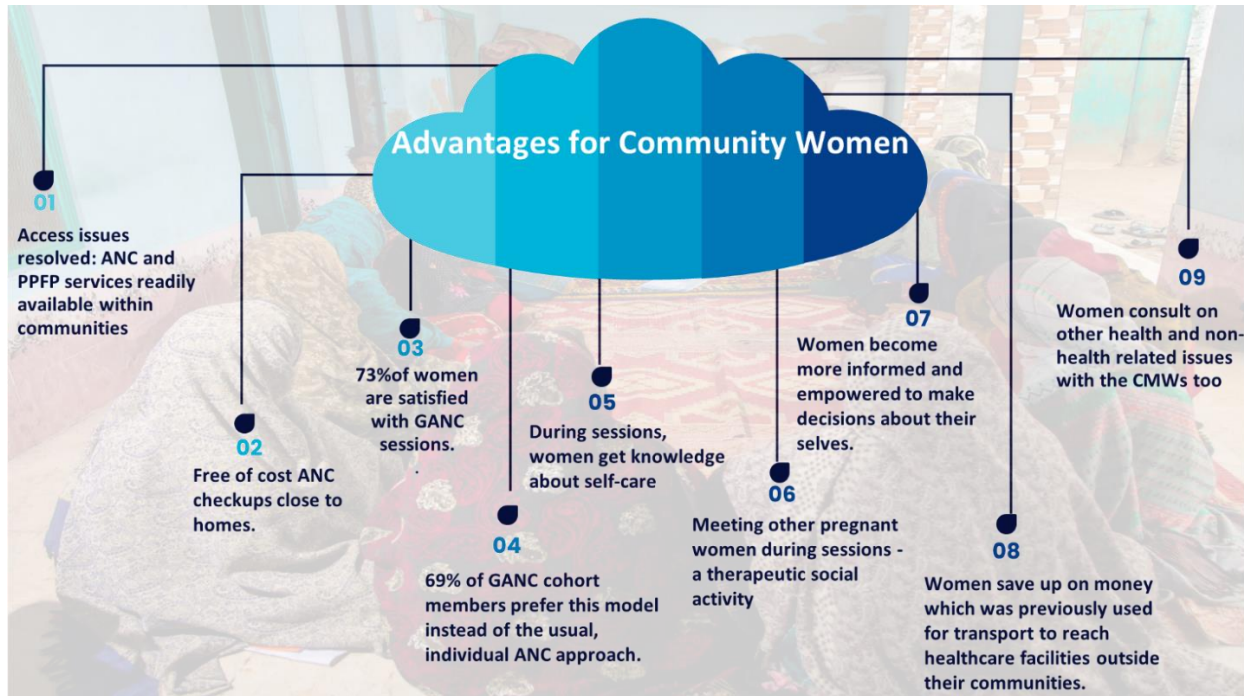 Advantages for Community Women
01
Access issues
resolved: ANC and
PPFP services readily
available within
communities
02
Free of cost ANC
checkups close to
homes.
03
73%of women
are satisfied
with GANC
sessions.
.
04
69% of GANC cohort
members prefer this model
instead of the usual,
individual ANC approach.
05
During sessions,
women get knowledge
about self-care
06
Meeting other pregnant
women during sessions -
a therapeutic social
activity
07
Women become
more informed and
empowered to make
decisions about their
selves.
08
Women save up on money
which was previously used
for transport to reach
healthcare facilities outside
their communities.
09
Women consult on
other health and non-
health related issues
with the CMWs too